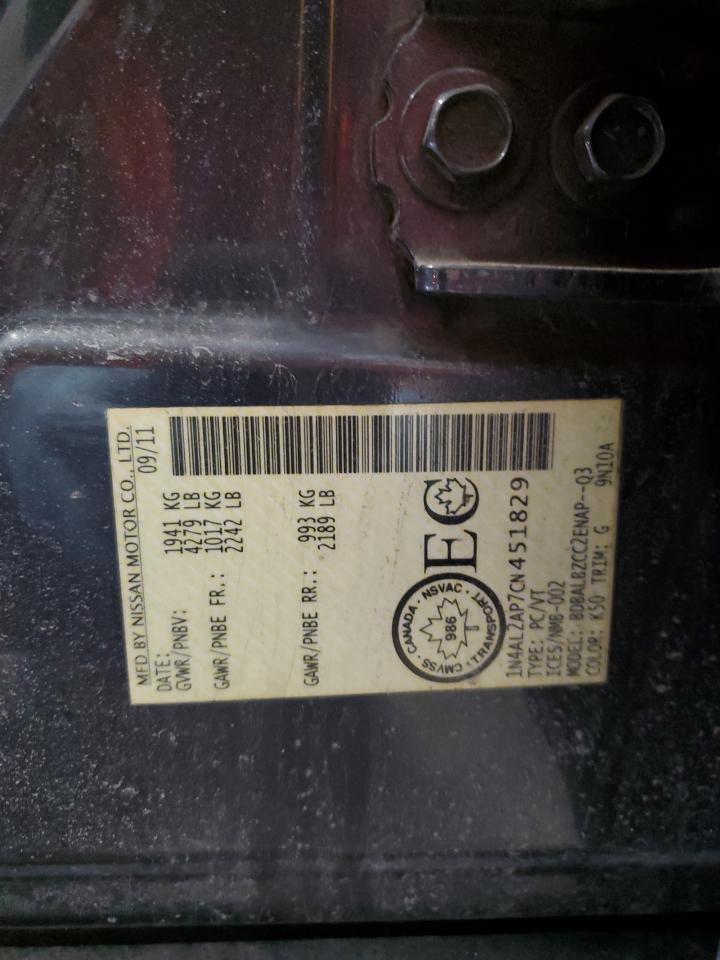 MFD BY NISSAN MOTOR CO., LTD.
DATE: 09/11
GVWR/PNBV: 1941 KG
4279 LB
GAWR/PNBE FR.: 1017 KG
2242 LB
GAWR/PNBE RR.: 993 KG
2189 LB
CANADA · NSVAC · TRANSPORT · CMVSS ·
986
OEC
1N4AL2AP7CN451829
TYPE: PC/VT
ICES/NMB-002
MODEL: BDBALBZCC2ENAP--Q3
COLOR: K50 TRIM: G 9N10A